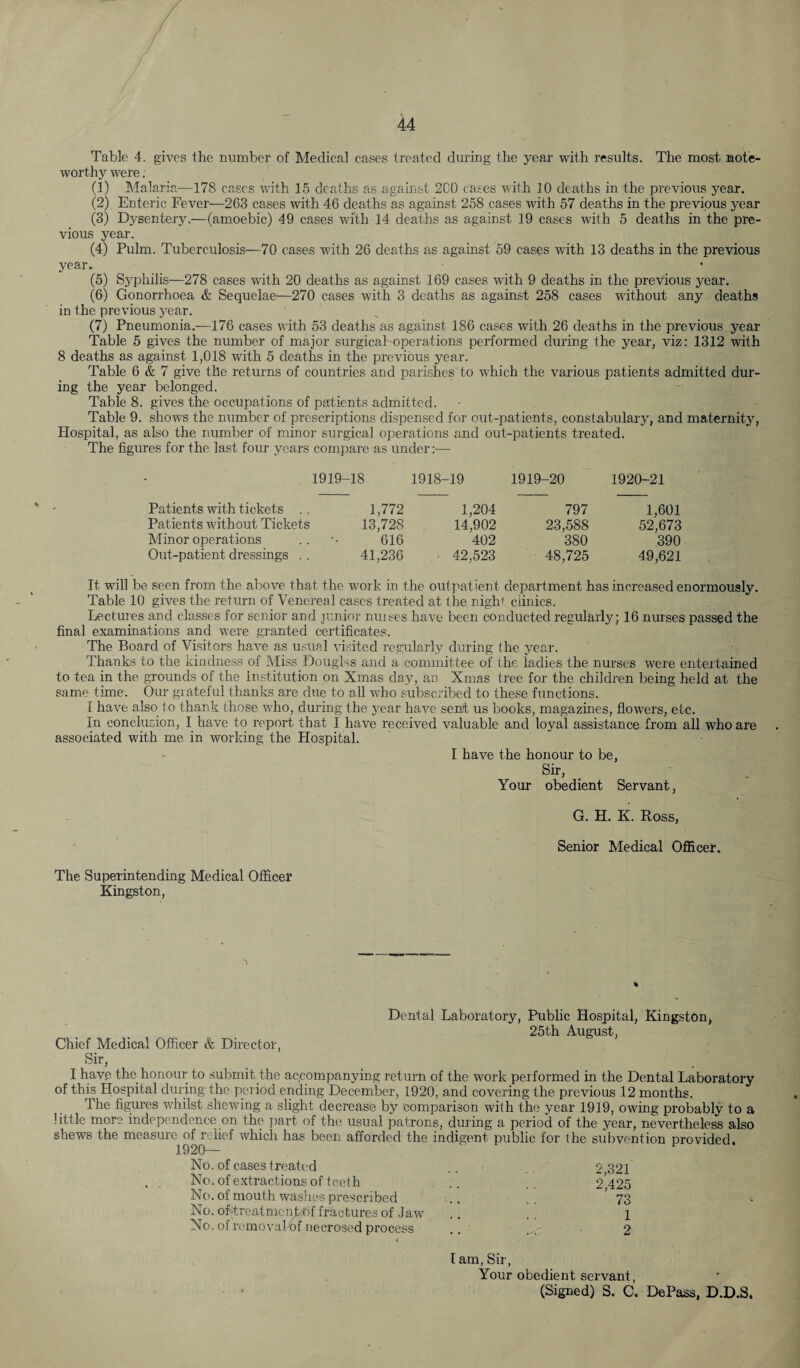 44
Table 4. gives the number of Medical cases treated during the year with results. The most note-
worthy were:
(1) Malaria—178 cases with 15 deaths as against 200 cases with 10 deaths in the previous year.
(2) Enteric Fever—263 cases with 46 deaths as against 258 cases with 57 deaths in the previous year
(3) Dysentery.—(amoebic) 49 cases with 14 deaths as against 19 cases with 5 deaths in the pre-
vious year.
(4) Pulm. Tuberculosis—70 cases with 26 deaths as against 59 cases with 13 deaths in the previous
year.
(5) Syphilis—278 cases with 20 deaths as against 169 cases with 9 deaths in the previous year.
(6) Gonorrhoea & Sequelae—270 cases with 3 deaths as against 258 cases without any deaths
in the previous year.
(7) Pneumonia.—176 cases with 53 deaths as against 186 cases with 26 deaths in the previous year
Table 5 gives the number of major surgical operations performed during the year, viz: 1312 with
8 deaths as against 1,018 with 5 deaths in the previous year.
Table 6 & 7 give the returns of countries and parishes to which the various patients admitted dur-
ing the year belonged.
Table 8. gives the occupations of patients admitted.
Table 9. shows the number of prescriptions dispensed for out-patients, constabulary, and maternity,
Hospital, as also the number of minor surgical operations and out-patients treated.
The figures for the last four years compare as under:—
1919-18 1918-19 1919-20 1920-21
Patients with tickets .. 1,772 1,204 797 1,601
Patients without Tickets 13,728 14,902 23,588 52,673
Minor operations .. 616 402 380 390
Out-patient dressings .. 41,236 42,523 48,725 49,621
It will be seen from the above that the work in the outpatient department has increased enormously.
Table 10 gives the return of Venereal cases treated at the night clinics.
Lectures and classes for senior and junior nurses have been conducted regularly; 16 nurses passed the
final examinations and were granted certificates.
The Board of Visitors have as usual visited regularly during the year.
Thanks to the kindness of Miss Douglas and a committee of the ladies the nurses were entertained
to tea in the grounds of the Institution on Xmas day, an Xmas tree for the children being held at the
same time. Our grateful thanks are due to all who subscribed to these functions.
I have also to thank those who, during the year have sent us books, magazines, flowers, etc.
In conclusion, I have to report that I have received valuable and loyal assistance from all who are
associated with me in working the Hospital.
I have the honour to be,
Sir,
Your obedient Servant,
G. H. K. Ross,
Senior Medical Officer.
The Superintending Medical Officer
Kingston,
Dental Laboratory, Public Hospital, Kingston,
25th August,
Chief Medical Officer & Director,
Sir,
I have the honour to submit the accompanying return of the work performed in the Dental Laboratory
of this Hospital during the period ending December, 1920, and covering the previous 12 months.
The figures whilst shewing a slight decrease by comparison with the year 1919, owing probably to a
little more independence on the part of the usual patrons, during a period of the year, nevertheless also
shews the measure of relief which has been afforded the indigent public for the subvention provided.
1920—
No. of cases treated .. .. 2,321
No. of extractions of teeth .. .. 2,425
No. of mouth washes prescribed .. .. 73
No. of treatment of fractures of Jaw .. .. 1
No. of removal of necrosed process .. .. 2
I am, Sir,
Your obedient servant,
(Signed) S. C. DePass, D.D.S.